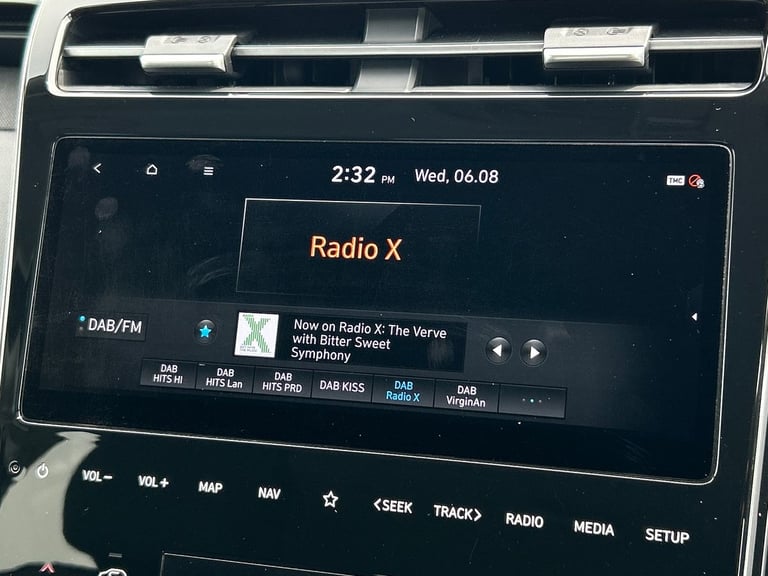 2:32 PM Wed, 06.08
TMC
Radio X
DAB/FM
X
Now on Radio X: The Verve
with Bitter Sweet
Symphony
DAB
HITS HI
DAB
HITS Lan
DAB
HITS PRD
DAB KISS
DAB
Radio X
DAB
VirginAn
VOL− VOL+ MAP NAV <SEEK TRACK> RADIO MEDIA SETUP